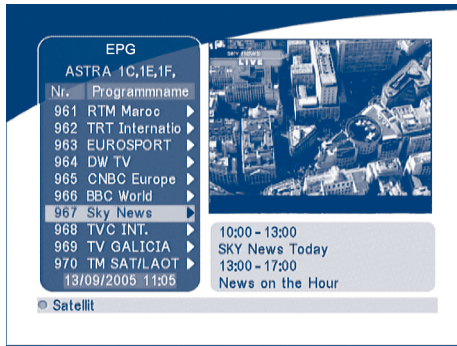 EPG
ASTRA 1C,1E,1F,
Nr. Programmname
961 RTM Maroc
962 TRT Internatio
963 EUROSPORT
964 DW TV
965 CNBC Europe
966 BBC World
967 Sky News
968 TVC INT.
969 TV GALICIA
970 TM SAT/LAOT
13/09/2005 11:05
sky news
LIVE
10:00 - 13:00
SKY News Today
13:00 - 17:00
News on the Hour
Satellit